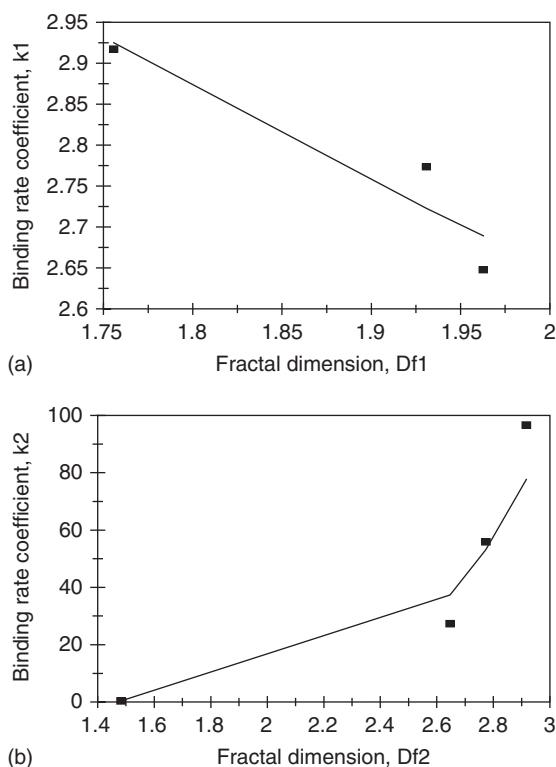 2.95
2.9
2.85
2.8
2.75
2.7
2.65
2.6
Binding rate coefficient, k1
1.75 1.8 1.85 1.9 1.95 2
(a) Fractal dimension, Df1
100
80
60
40
20
0
Binding rate coefficient, k2
1.4 1.6 1.8 2 2.2 2.4 2.6 2.8 3
(b) Fractal dimension, Df2